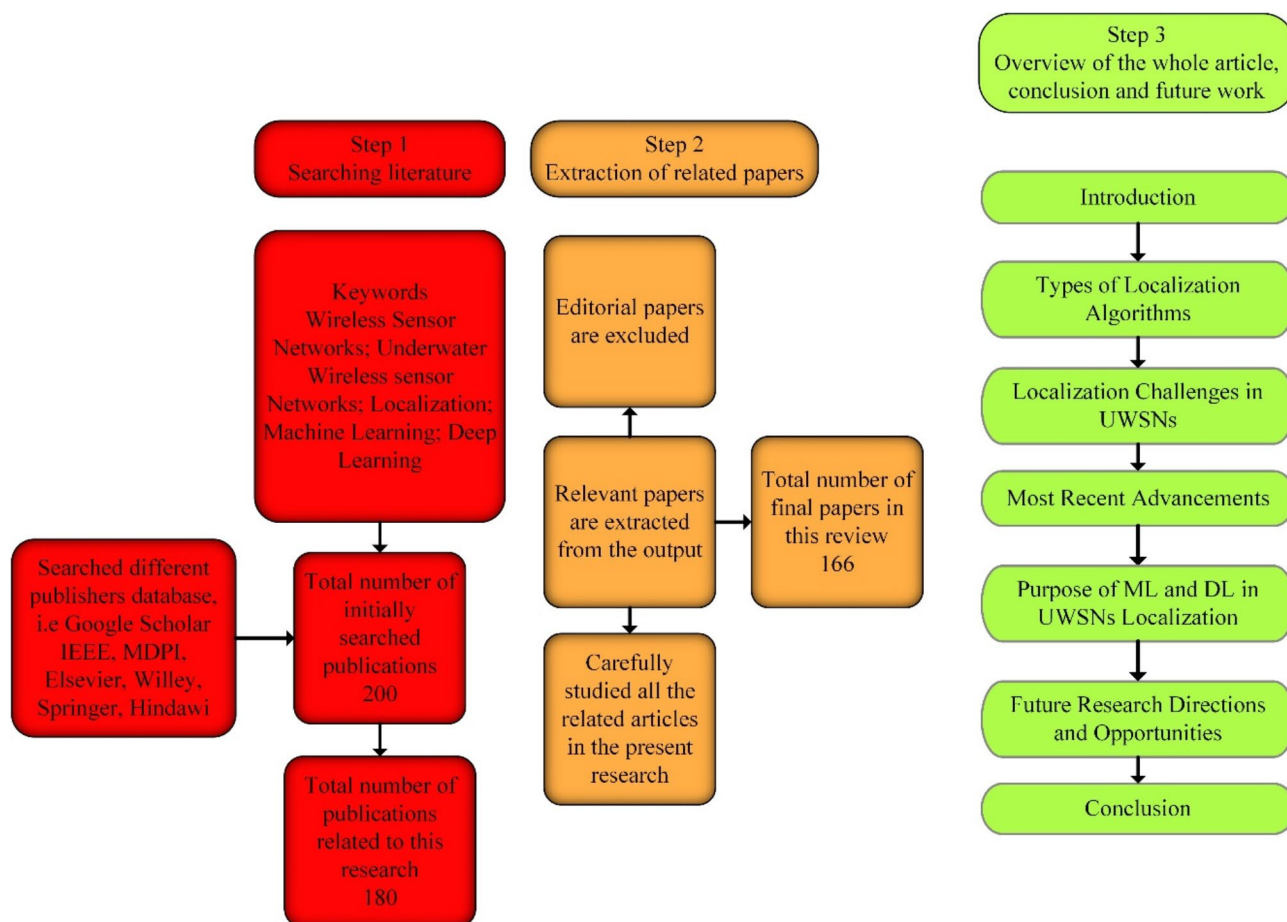 Step 1
Searching literature
Keywords
Wireless Sensor
Networks; Underwater
Wireless sensor
Networks; Localization;
Machine Learning; Deep
Learning
Searched different
publishers database,
i.e Google Scholar
IEEE, MDPI,
Elsevier, Willey,
Springer, Hindawi
Total number of
initially
searched
publications
200
Total number of
publications
related to this
research
180
Step 2
Extraction of related papers
Editorial papers
are excluded
Relevant papers
are extracted
from the output
Total number of
final papers in
this review
166
Carefully
studied all the
related articles
in the present
research
Step 3
Overview of the whole article,
conclusion and future work
Introduction
Types of Localization
Algorithms
Localization Challenges in
UWSNs
Most Recent Advancements
Purpose of ML and DL in
UWSNs Localization
Future Research Directions
and Opportunities
Conclusion